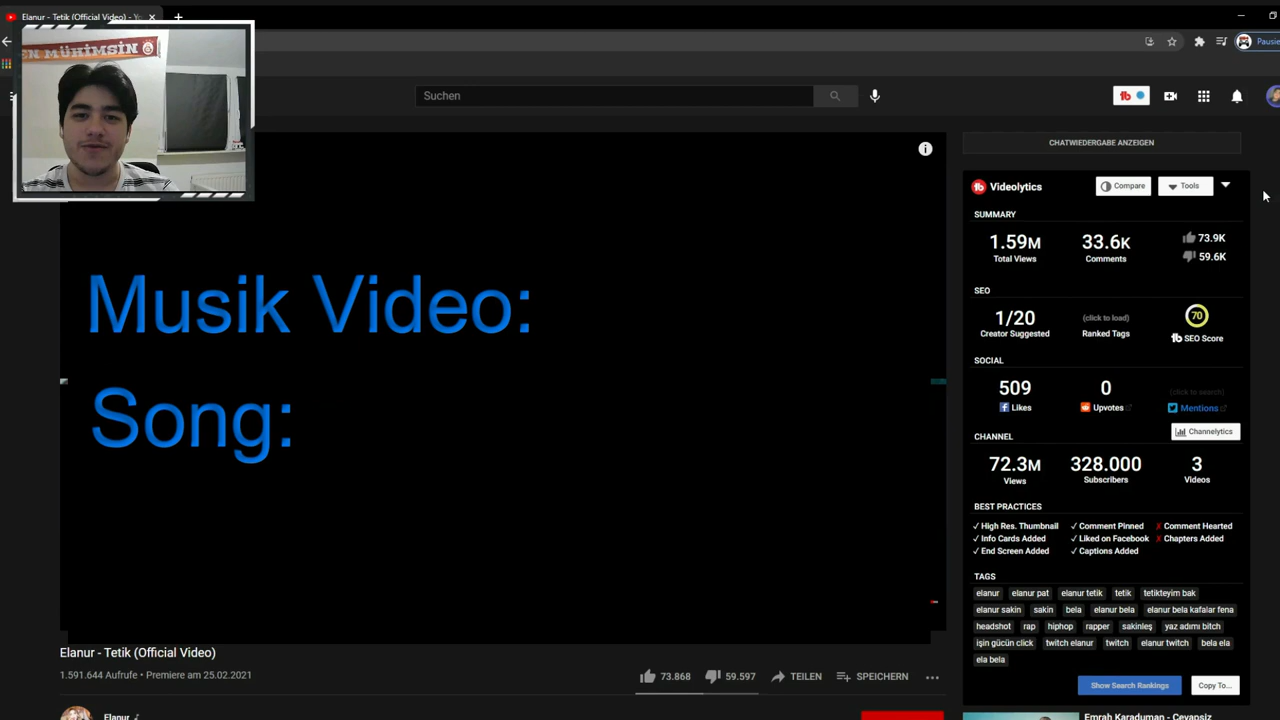 Elanur - Tetik (Official Video) -
EN MÜHİMSİN
Pausie
Suchen
Musik Video:
Song:
CHATWIEDERGABE ANZEIGEN
Videolytics
Compare
Tools
SUMMARY
1.59M
Total Views
33.6K
Comments
73.9K
59.6K
SEO
1/20
Creator Suggested
(click to load)
Ranked Tags
70
SEO Score
SOCIAL
509
Likes
0
Upvotes
(click to search)
Mentions
Channelytics
CHANNEL
72.3M
Views
328.000
Subscribers
3
Videos
BEST PRACTICES
✓ High Res. Thumbnail ✓ Comment Pinned ✗ Comment Hearted
✓ Info Cards Added ✓ Liked on Facebook ✗ Chapters Added
✓ End Screen Added ✓ Captions Added
TAGS
elanur elanur pat elanur tetik tetik tetikteyim bak
elanur sakin sakin bela elanur bela elanur bela kafalar fena
headshot rap hiphop rapper sakinleş yaz adımı bitch
işin gücün click twitch elanur twitch elanur twitch bela ela
ela bela
Show Search Rankings
Copy To...
Elanur - Tetik (Official Video)
1.591.644 Aufrufe • Premiere am 25.02.2021
73.868
59.597
TEILEN
SPEICHERN
Elanur
Emrah Karaduman - Cevapsız